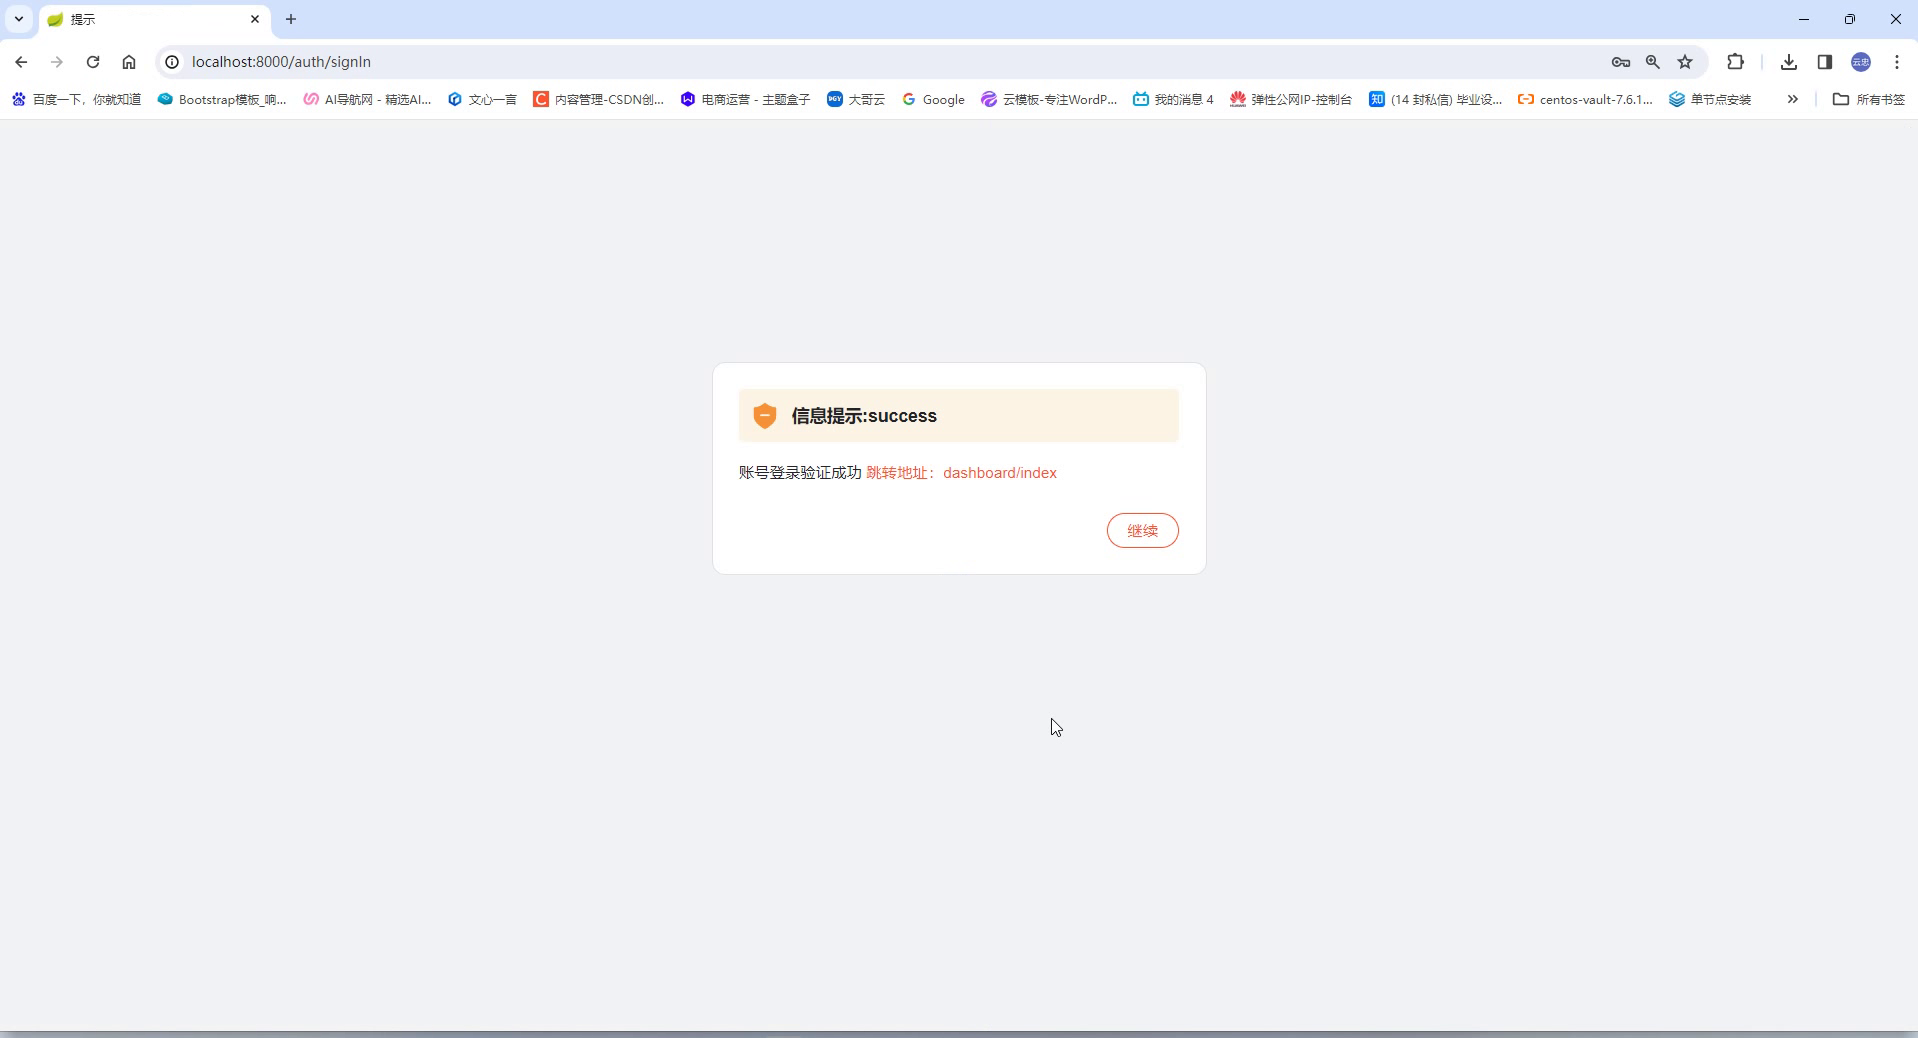 提示
localhost:8000/auth/signIn
百度一下，你就知道
Bootstrap模板_响...
AI导航网 - 精选AI...
文心一言
内容管理-CSDN创...
电商运营 - 主题盒子
大哥云
Google
云模板-专注WordP...
我的消息 4
弹性公网IP-控制台
(14 封私信) 毕业设...
centos-vault-7.6.1...
单节点安装
所有书签
信息提示:success
账号登录验证成功 跳转地址：dashboard/index
继续